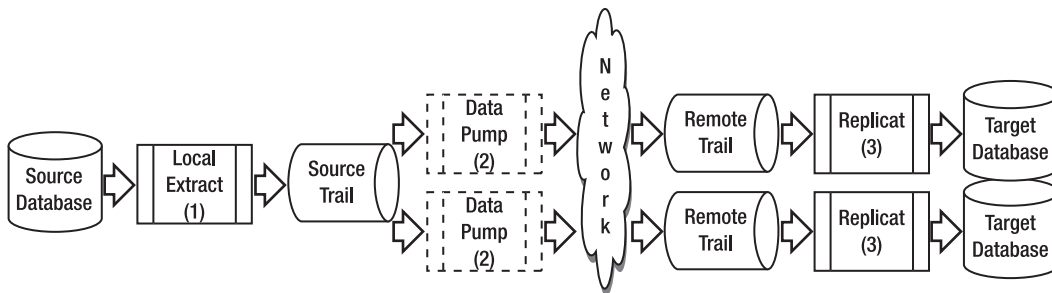 Source
Database
Local
Extract
(1)
Source
Trail
Data
Pump
(2)
Network
Remote
Trail
Replicat
(3)
Target
Database
Data
Pump
(2)
Remote
Trail
Replicat
(3)
Target
Database